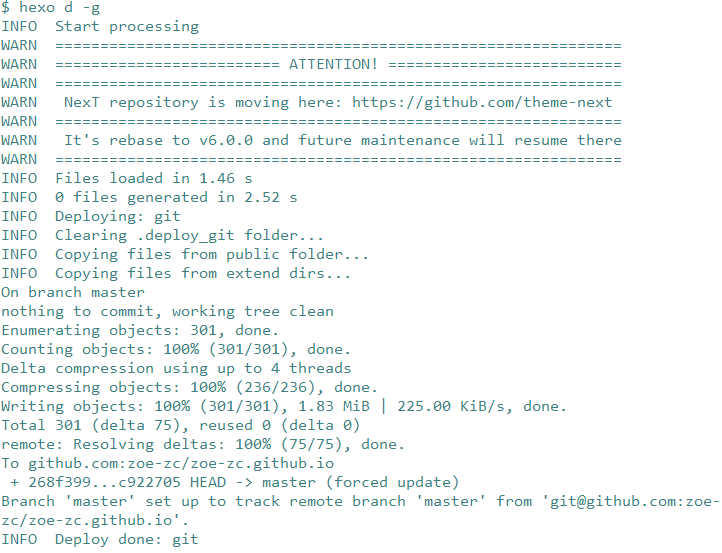 $ hexo d -g
INFO  Start processing
WARN  ===============================================================
WARN  ========================= ATTENTION! ==========================
WARN  ===============================================================
WARN   NexT repository is moving here: https://github.com/theme-next
WARN  ===============================================================
WARN   It's rebase to v6.0.0 and future maintenance will resume there
WARN  ===============================================================
INFO  Files loaded in 1.46 s
INFO  0 files generated in 2.52 s
INFO  Deploying: git
INFO  Clearing .deploy_git folder...
INFO  Copying files from public folder...
INFO  Copying files from extend dirs...
On branch master
nothing to commit, working tree clean
Enumerating objects: 301, done.
Counting objects: 100% (301/301), done.
Delta compression using up to 4 threads
Compressing objects: 100% (236/236), done.
Writing objects: 100% (301/301), 1.83 MiB | 225.00 KiB/s, done.
Total 301 (delta 75), reused 0 (delta 0)
remote: Resolving deltas: 100% (75/75), done.
To github.com:zoe-zc/zoe-zc.github.io
 + 268f399...c922705 HEAD -> master (forced update)
Branch 'master' set up to track remote branch 'master' from 'git@github.com:zoe-
zc/zoe-zc.github.io'.
INFO  Deploy done: git